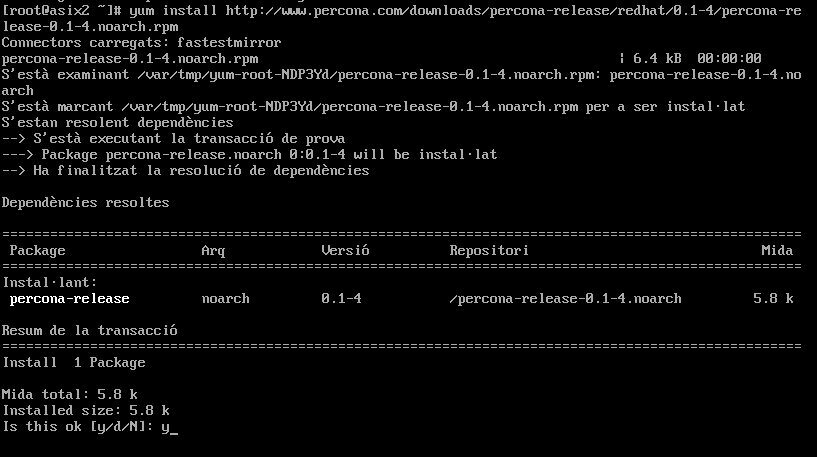 [root@asix2 ~]# yum install http://www.percona.com/downloads/percona-release/redhat/0.1-4/percona-re
lease-0.1-4.noarch.rpm
Connectors carregats: fastestmirror
percona-release-0.1-4.noarch.rpm | 6.4 kB 00:00:00
S'està examinant /var/tmp/yum-root-NDP3Yd/percona-release-0.1-4.noarch.rpm: percona-release-0.1-4.no
arch
S'està marcant /var/tmp/yum-root-NDP3Yd/percona-release-0.1-4.noarch.rpm per a ser instal·lat
S'estan resolent dependències
--> S'està executant la transacció de prova
---> Package percona-release.noarch 0:0.1-4 will be instal·lat
--> Ha finalitzat la resolució de dependències
Dependències resoltes
================================================================================
Package Arq Versió Repositori Mida
================================================================================
Instal·lant:
percona-release noarch 0.1-4 /percona-release-0.1-4.noarch 5.8 k
Resum de la transacció
================================================================================
Install 1 Package
Mida total: 5.8 k
Installed size: 5.8 k
Is this ok [y/d/N]: y_